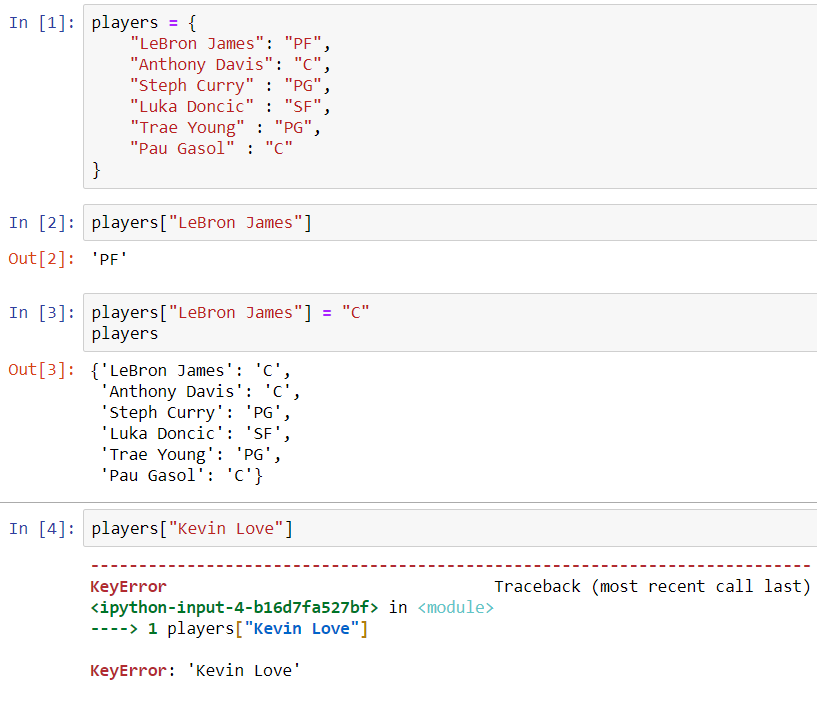 In [1]: players = {
    "LeBron James": "PF",
    "Anthony Davis": "C",
    "Steph Curry" : "PG",
    "Luka Doncic" : "SF",
    "Trae Young" : "PG",
    "Pau Gasol" : "C"
}
In [2]: players["LeBron James"]
Out[2]: 'PF'
In [3]: players["LeBron James"] = "C"
players
Out[3]: {'LeBron James': 'C',
 'Anthony Davis': 'C',
 'Steph Curry': 'PG',
 'Luka Doncic': 'SF',
 'Trae Young': 'PG',
 'Pau Gasol': 'C'}
In [4]: players["Kevin Love"]
---------------------------------------------------------------------------
KeyError                                  Traceback (most recent call last)
<ipython-input-4-b16d7fa527bf> in <module>
----> 1 players["Kevin Love"]
KeyError: 'Kevin Love'